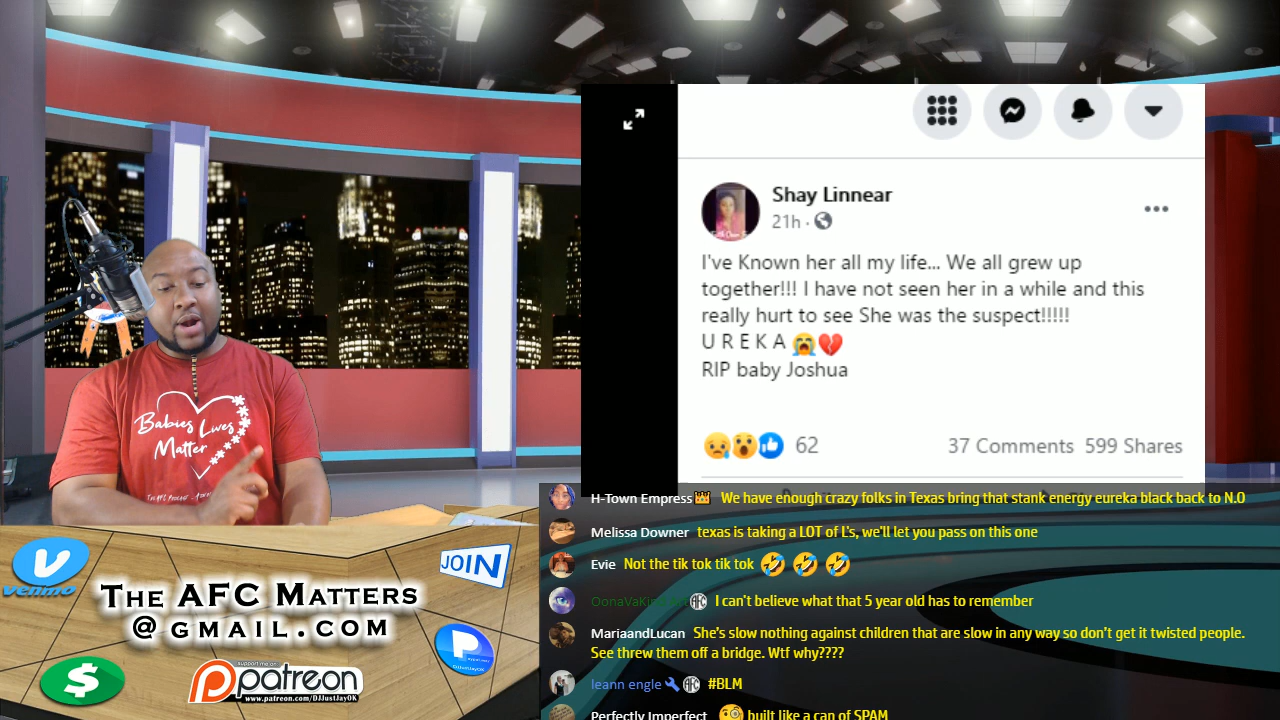 Shay Linnear
21h ·
I've Known her all my life... We all grew up
together!!! I have not seen her in a while and this
really hurt to see She was the suspect!!!!!
U R E K A 😭💔
RIP baby Joshua
62
37 Comments 599 Shares
Babies Lives
Matter
H-Town Empress👑 We have enough crazy folks in Texas bring that stank energy eureka black back to N.O
Melissa Downer texas is taking a LOT of L's, we'll let you pass on this one
Evie Not the tik tok tik tok 🤣 🤣 🤣
AFC I can't believe what that 5 year old has to remember
MariaandLucan She's slow nothing against children that are slow in any way so don't get it twisted people.
See threw them off a bridge. Wtf why????
leann engle 🔧 AFC #BLM
Perfectly Imperfect 🧐 built like a can of SPAM
venmo
JOIN
The AFC Matters
@gmail.com
PayPal
DJJustJayOK
$
support me on
patreon
www.patreon.com/DJJustJayOK